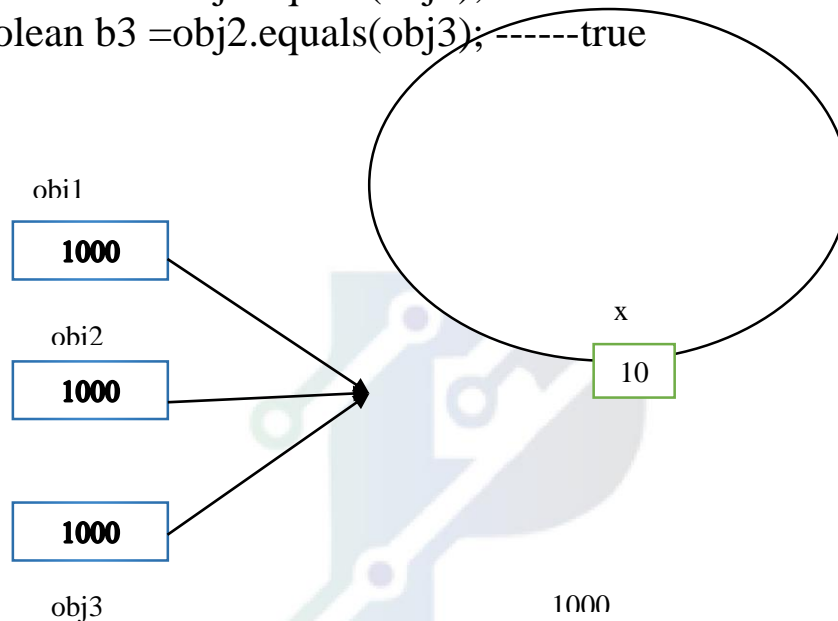 olean b3 =obj2.equals(obj3); ------true
obj1
1000
x
obj2
10
1000
1000
obj3
1000